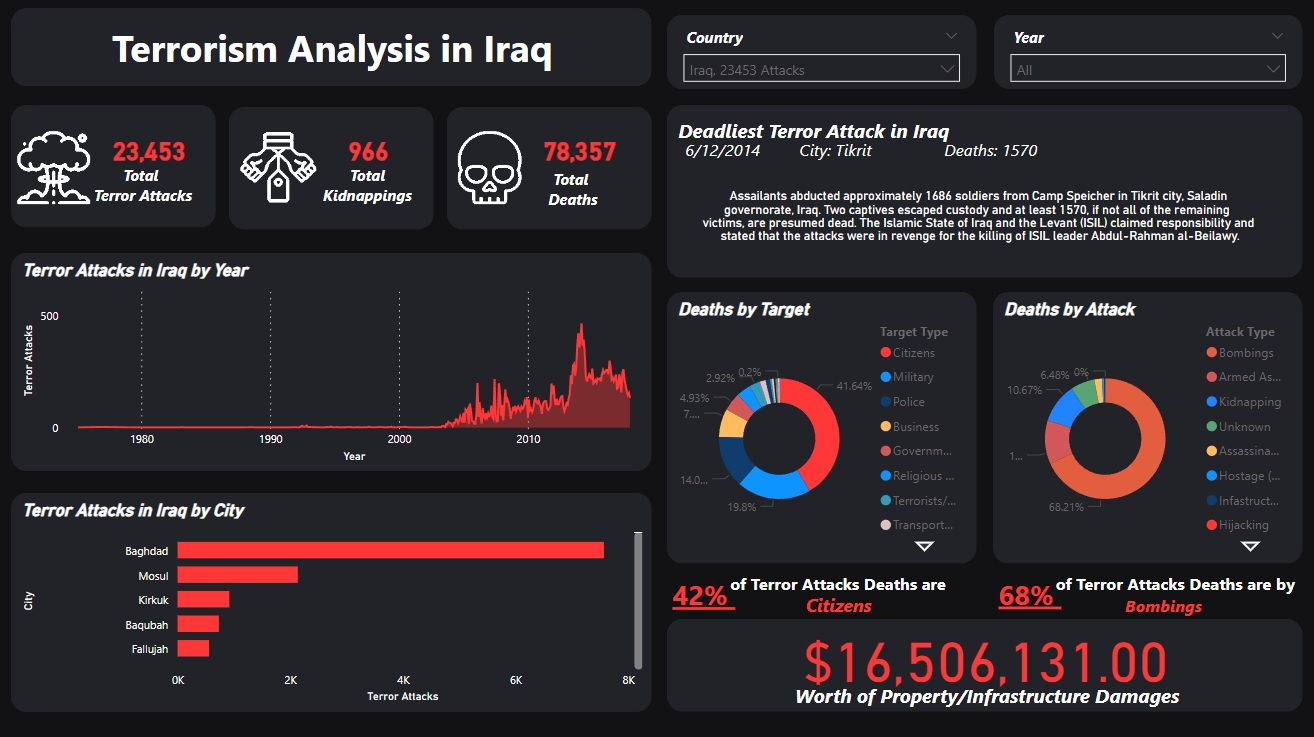 Terrorism Analysis in Iraq
Country
Iraq, 23453 Attacks
Year
All
23,453
Total
Terror Attacks
966
Total
Kidnappings
78,357
Total
Deaths
Deadliest Terror Attack in Iraq
6/12/2014 City: Tikrit Deaths: 1570
Assailants abducted approximately 1686 soldiers from Camp Speicher in Tikrit city, Saladin
governorate, Iraq. Two captives escaped custody and at least 1570, if not all of the remaining
victims, are presumed dead. The Islamic State of Iraq and the Levant (ISIL) claimed responsibility and
stated that the attacks were in revenge for the killing of ISIL leader Abdul-Rahman al-Beilawy.
Terror Attacks in Iraq by Year
Terror Attacks
500
0
1980 1990 2000 2010
Year
Terror Attacks in Iraq by City
City
Baghdad
Mosul
Kirkuk
Baqubah
Fallujah
0K 2K 4K 6K 8K
Terror Attacks
Deaths by Target
Target Type
Citizens
Military
Police
Business
Governm...
Religious ...
Terrorists/...
Transport...
0.2%
2.92%
4.93%
7....
14.0...
19.8%
41.64%
Deaths by Attack
Attack Type
Bombings
Armed As...
Kidnapping
Unknown
Assassina...
Hostage (...
Infastruct...
Hijacking
0%
6.48%
10.67%
1...
68.21%
42% of Terror Attacks Deaths are
Citizens
68% of Terror Attacks Deaths are by
Bombings
$16,506,131.00
Worth of Property/Infrastructure Damages